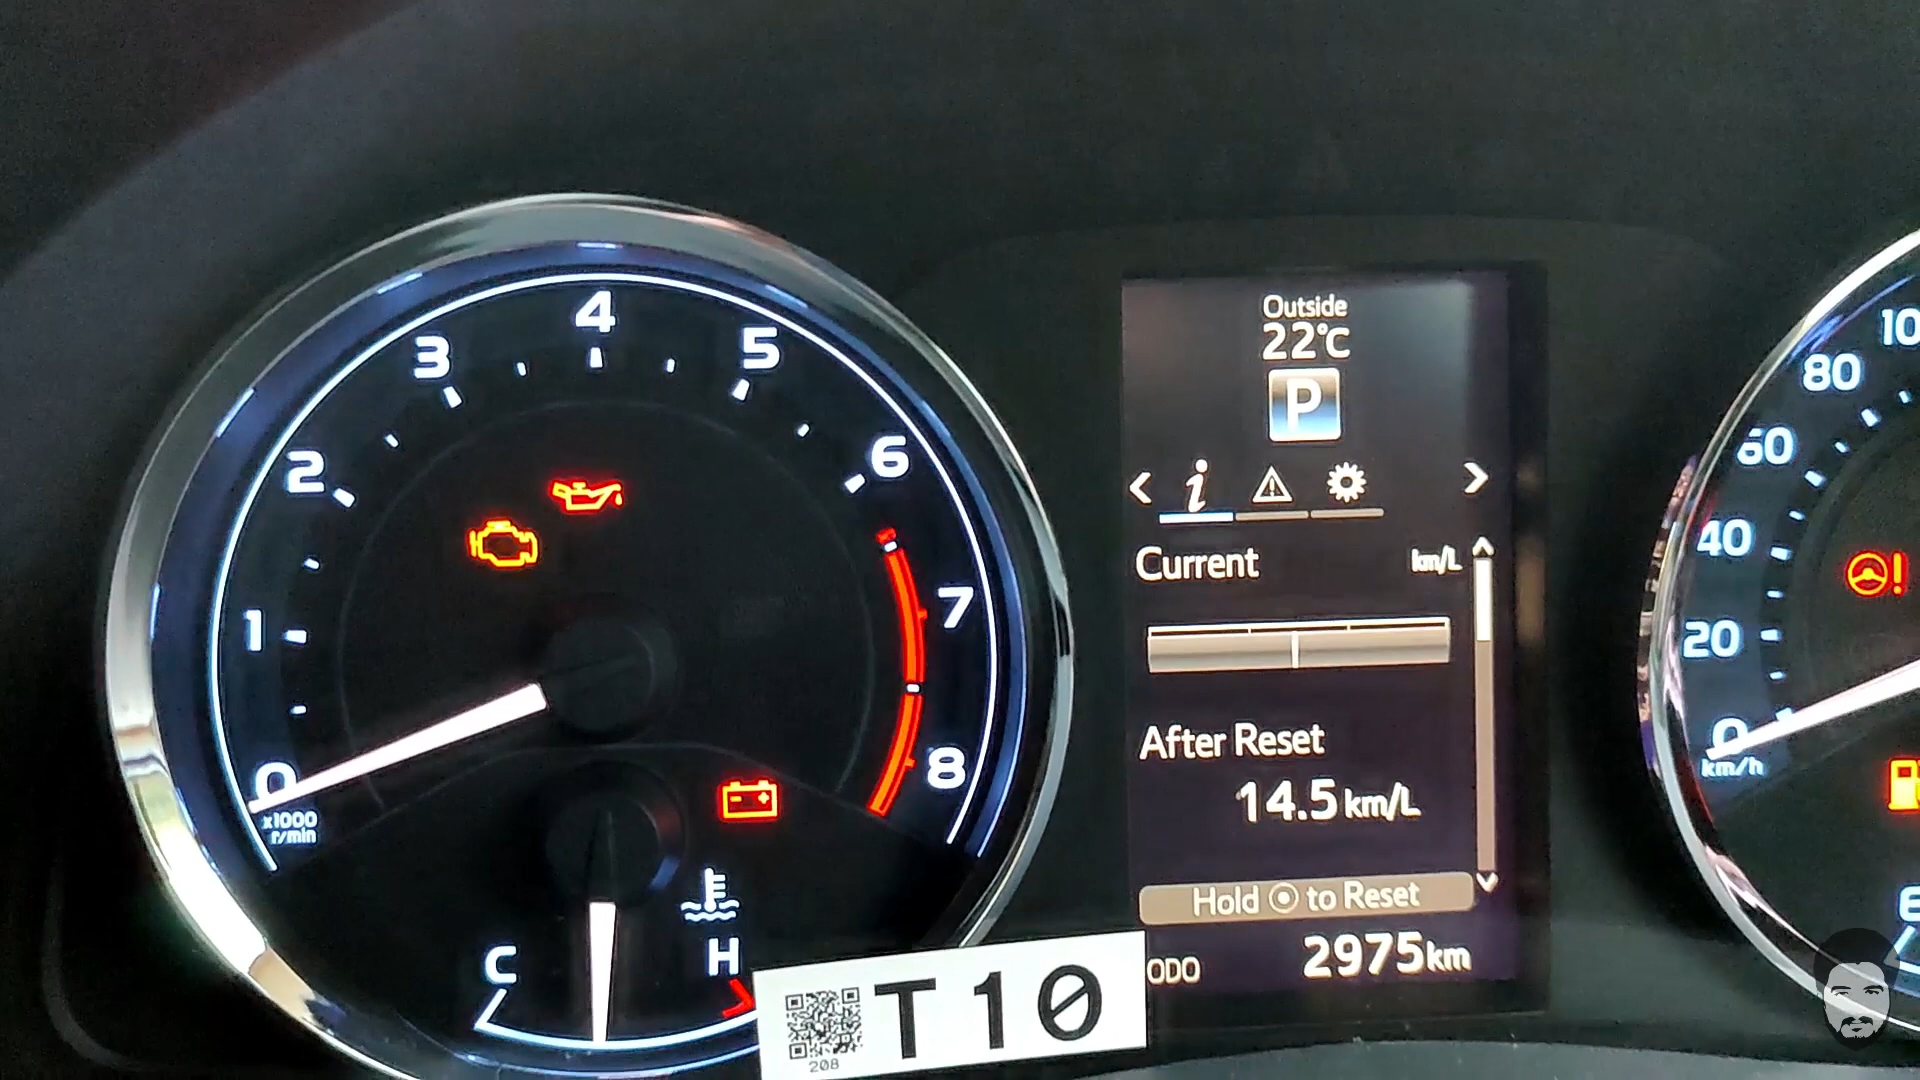 0
1
2
3
4
5
6
7
8
x1000
r/min
C
H
T10
208
Outside
22°C
P
Current km/L
After Reset
14.5 km/L
Hold ⦿ to Reset
ODO 2975km
0
20
40
60
80
km/h
E